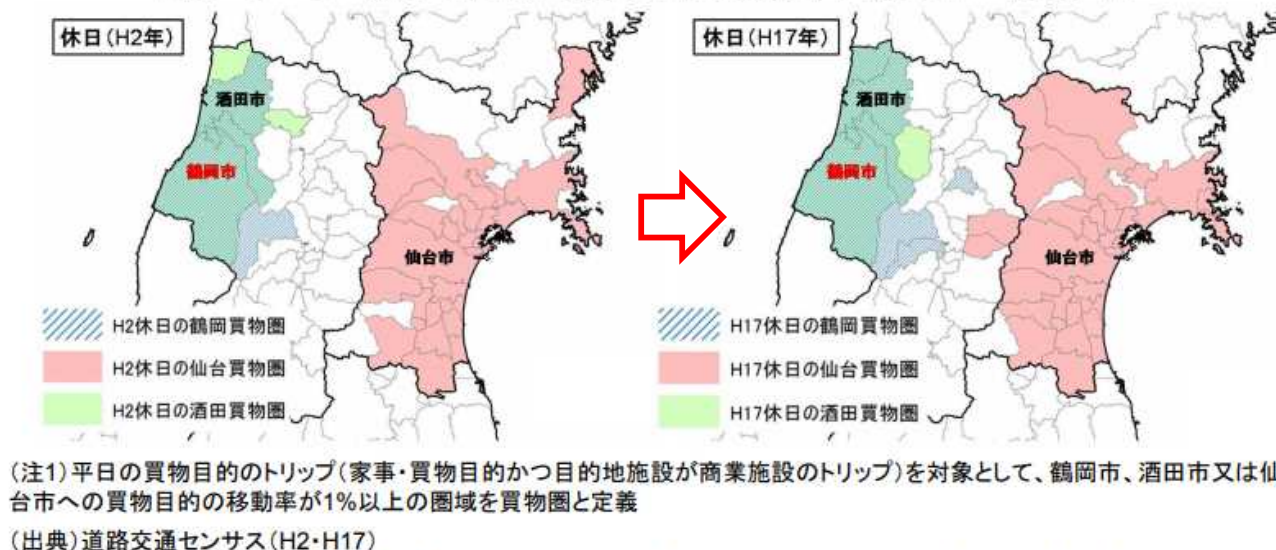 休日(H2年)
酒田市
鶴岡市
仙台市
H2休日の鶴岡買物圏
H2休日の仙台買物圏
H2休日の酒田買物圏
休日(H17年)
酒田市
鶴岡市
仙台市
H17休日の鶴岡買物圏
H17休日の仙台買物圏
H17休日の酒田買物圏
(注1)平日の買物目的のトリップ(家事・買物目的かつ目的地施設が商業施設のトリップ)を対象として、鶴岡市、酒田市又は仙
台市への買物目的の移動率が1%以上の圏域を買物圏と定義
(出典)道路交通センサス(H2・H17)